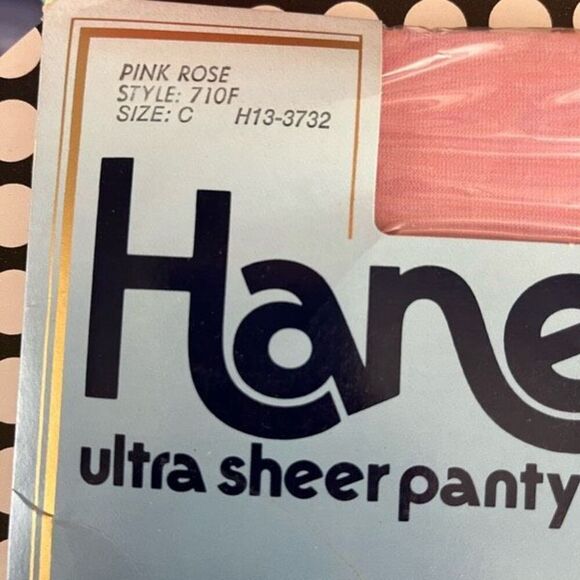 PINK ROSE
STYLE: 710F
SIZE: C H13-3732
Hane
ultra sheer panty